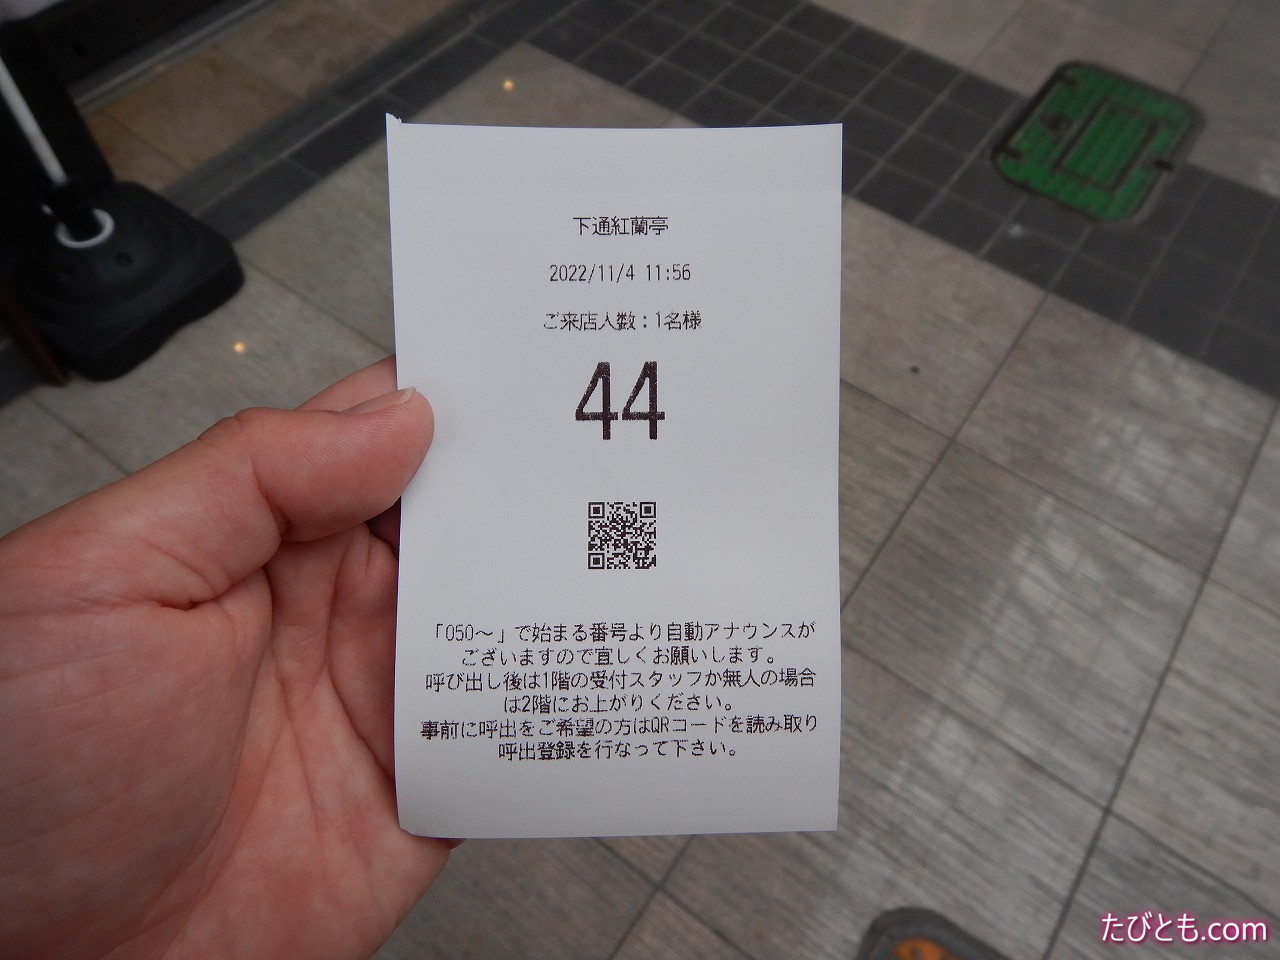 下通紅蘭亭
2022/11/4 11:56
ご来店人数：1名様
44
「050～」で始まる番号より自動アナウンスが
ございますので宜しくお願いします。
呼び出し後は1階の受付スタッフか無人の場合
は2階にお上がりください。
事前に呼出をご希望の方はQRコードを読み取り
呼出登録を行なって下さい。
たびとも.com